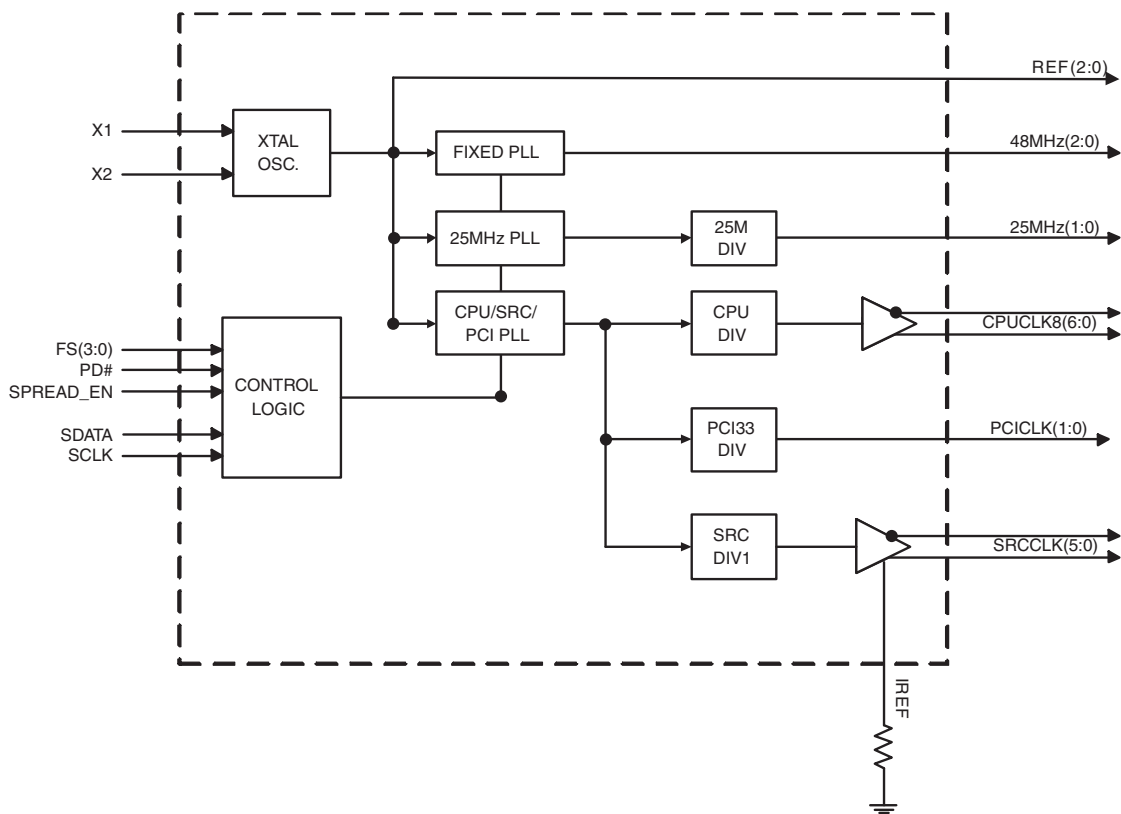 REF(2:0)
X1
XTAL
OSC.
FIXED PLL
48MHz(2:0)
X2
25MHz PLL
25M
DIV
25MHz(1:0)
CPU/SRC/
PCI PLL
CPU
DIV
CPUCLK8(6:0)
FS(3:0)
PD#
SPREAD_EN
SDATA
SCLK
CONTROL
LOGIC
PCI33
DIV
PCICLK(1:0)
SRC
DIV1
SRCCLK(5:0)
IREF